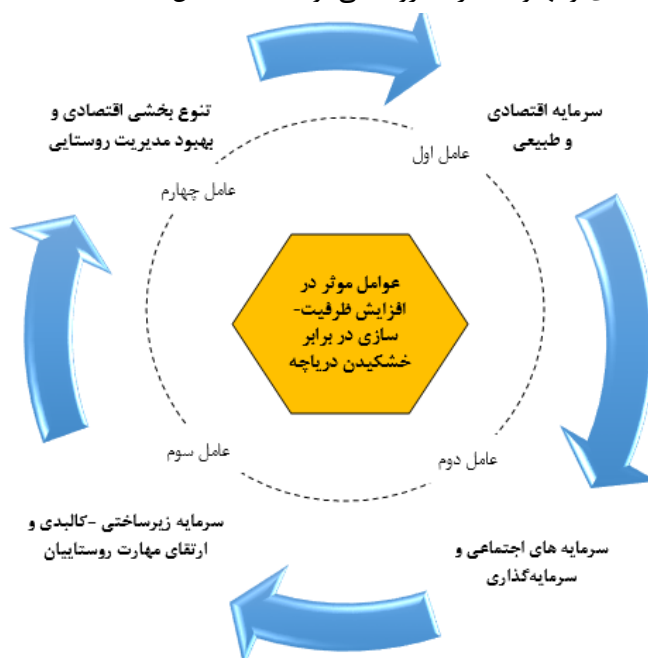 سرمایه اقتصادی
و طبیعی
عامل اول
تنوع بخشی اقتصادی و
بهبود مدیریت روستایی
عامل چهارم
عوامل موثر در
افزایش ظرفیت-
سازی در برابر
خشکیدن دریاچه
عامل دوم
سرمایه های اجتماعی و
سرمایه‌گذاری
عامل سوم
سرمایه زیرساختی -کالبدی و
ارتقای مهارت روستاییان